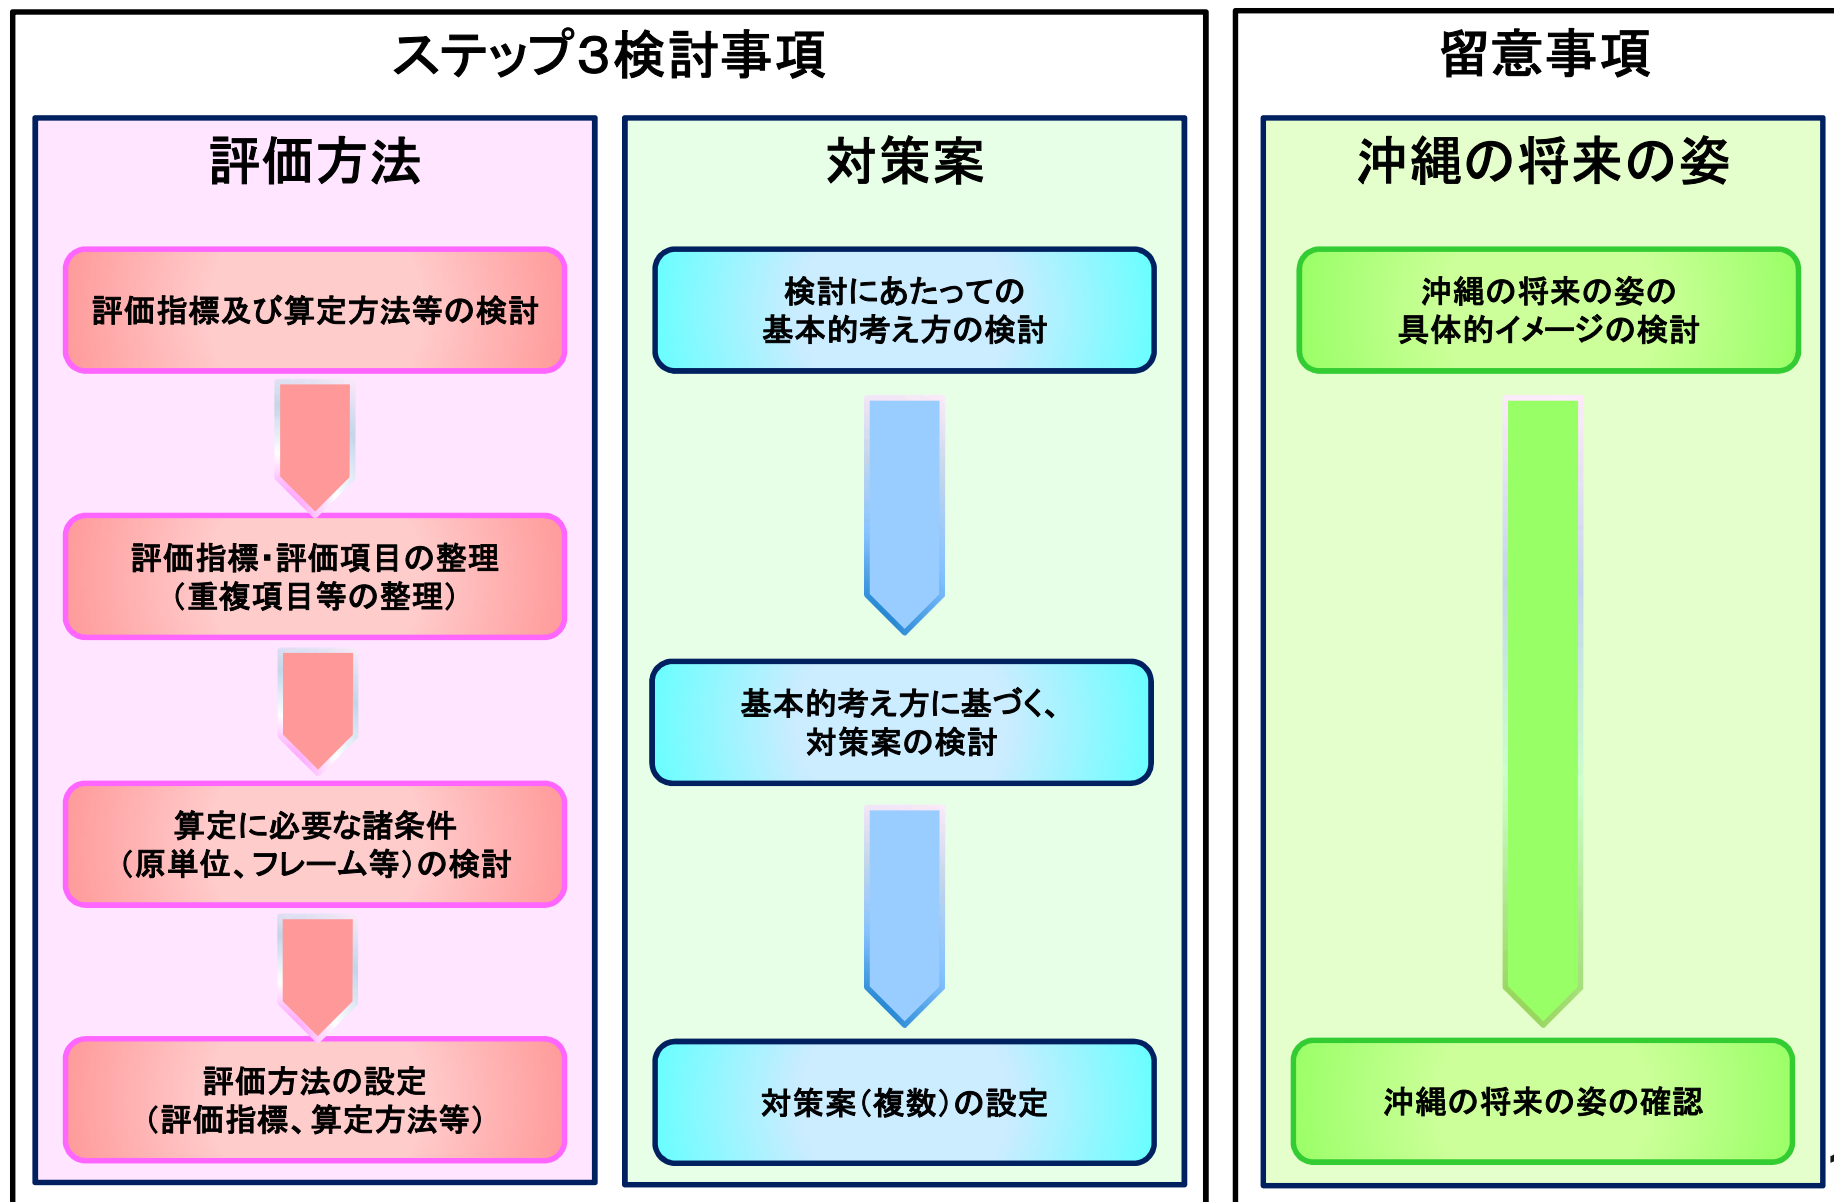 ステップ3検討事項
評価方法
評価指標及び算定方法等の検討
評価指標・評価項目の整理
（重複項目等の整理）
算定に必要な諸条件
（原単位、フレーム等）の検討
評価方法の設定
（評価指標、算定方法等）
対策案
検討にあたっての
基本的考え方の検討
基本的考え方に基づく、
対策案の検討
対策案（複数）の設定
留意事項
沖縄の将来の姿
沖縄の将来の姿の
具体的イメージの検討
沖縄の将来の姿の確認